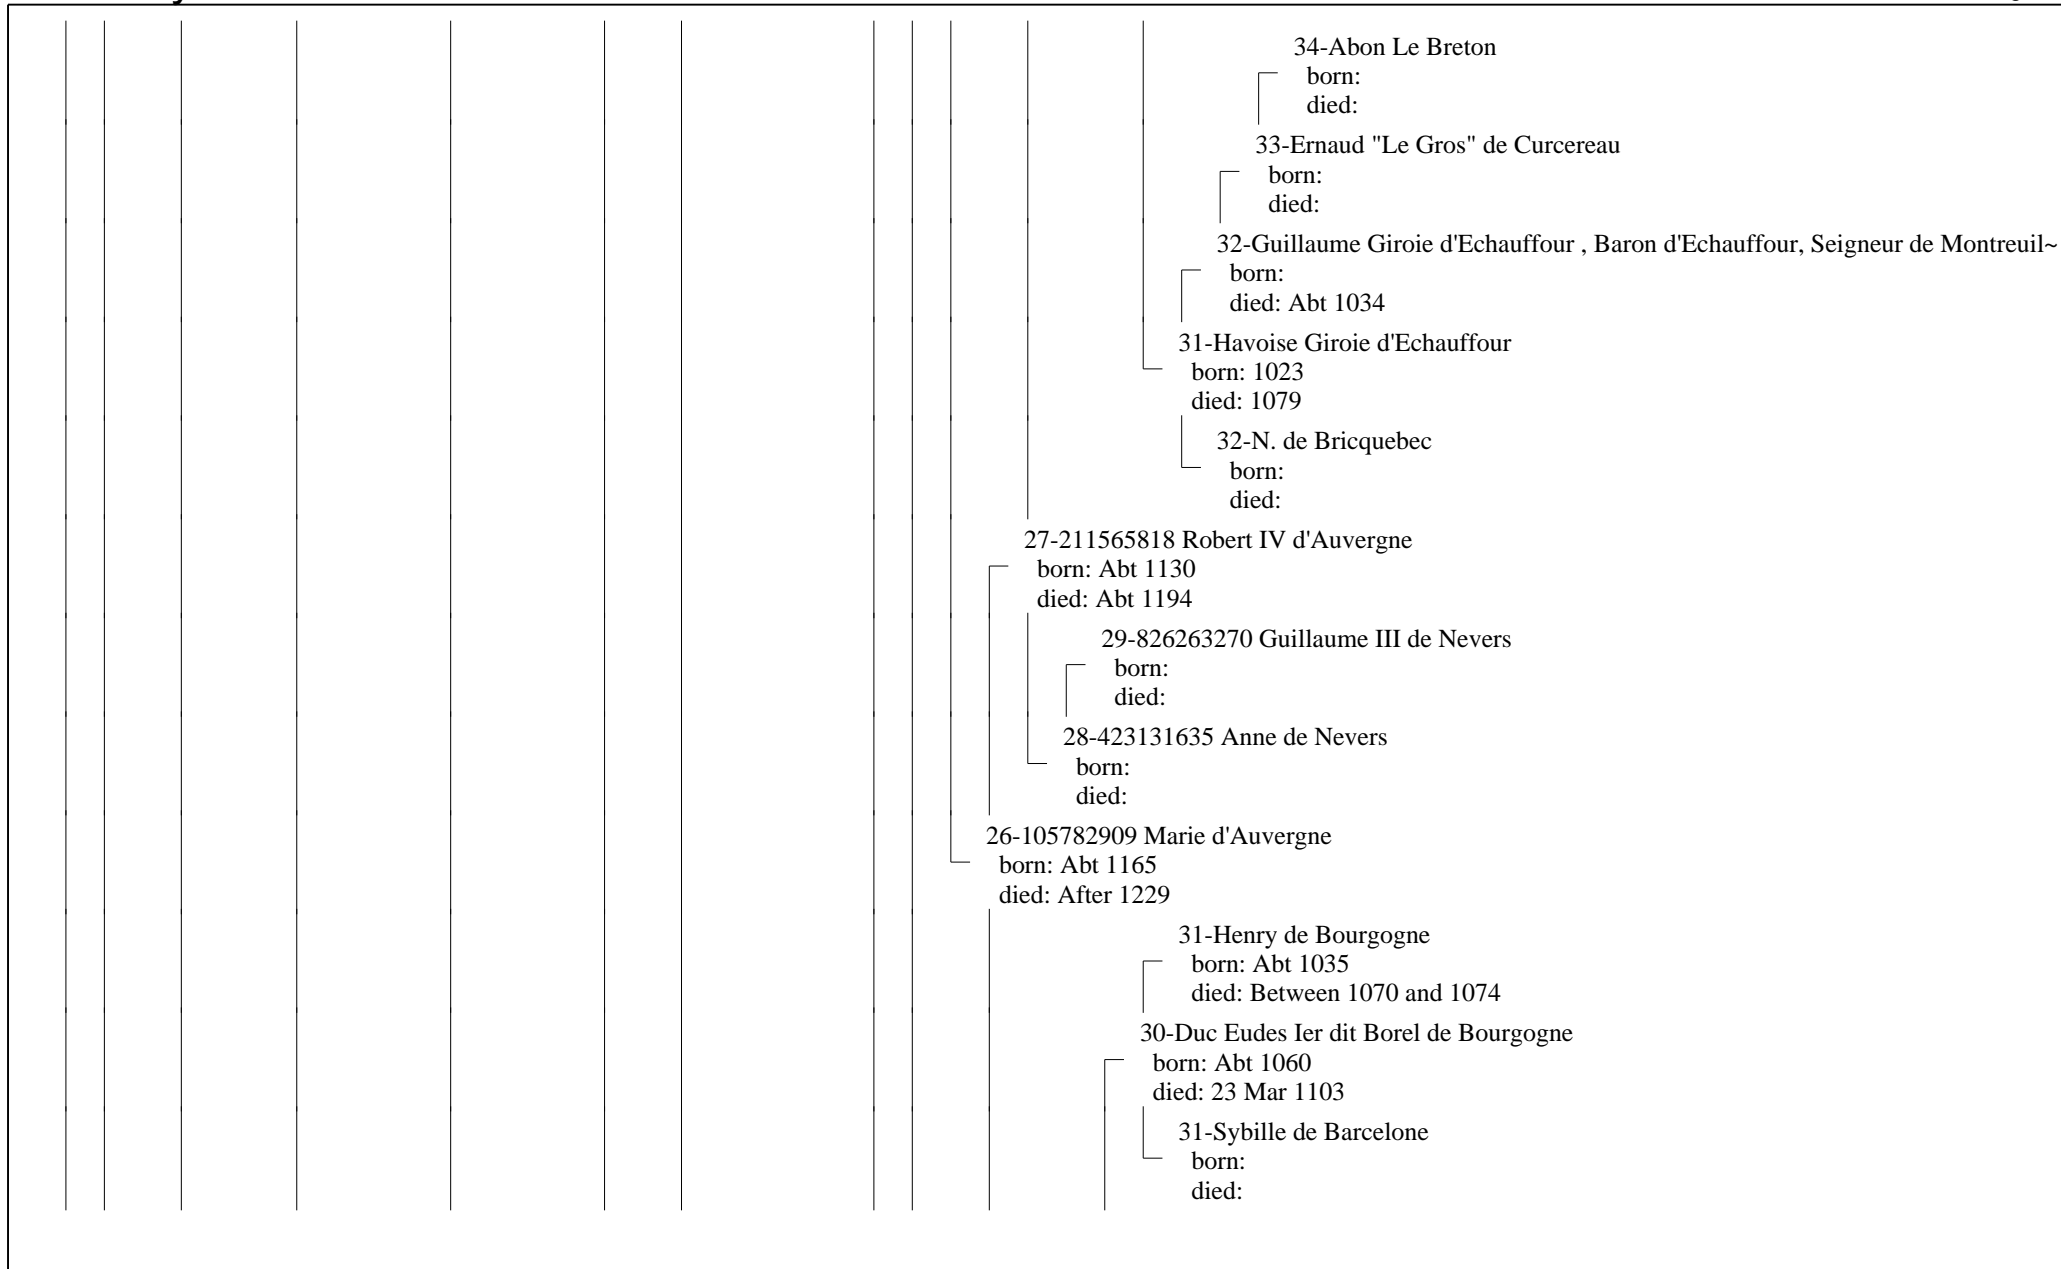 34-Abon Le Breton
born:
died:
33-Ernaud "Le Gros" de Curcereau
born:
died:
32-Guillaume Giroie d'Echauffour , Baron d'Echauffour, Seigneur de Montreuil~
born:
died: Abt 1034
31-Havoise Giroie d'Echauffour
born: 1023
died: 1079
32-N. de Bricquebec
born:
died:
27-211565818 Robert IV d'Auvergne
born: Abt 1130
died: Abt 1194
29-826263270 Guillaume III de Nevers
born:
died:
28-423131635 Anne de Nevers
born:
died:
26-105782909 Marie d'Auvergne
born: Abt 1165
died: After 1229
31-Henry de Bourgogne
born: Abt 1035
died: Between 1070 and 1074
30-Duc Eudes Ier dit Borel de Bourgogne
born: Abt 1060
died: 23 Mar 1103
31-Sybille de Barcelone
born:
died: